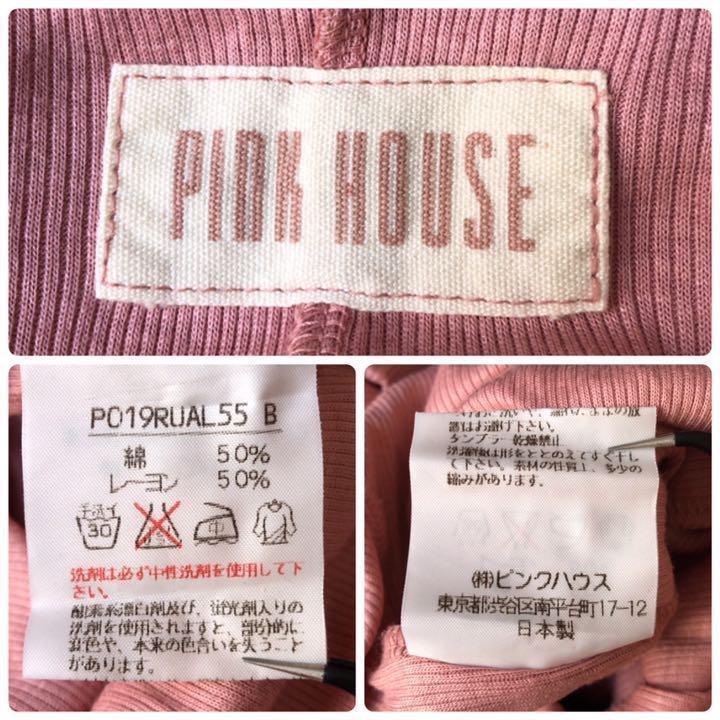 PINK HOUSE
PO19RUAL55 B
綿 50%
レーヨン 50%
手洗イ
30
中
洗剤は必ず中性洗剤を使用して下
さい。
酸素系漂白剤及び、蛍光剤入りの
洗剤を使用されますと、部分的に
変色や、本来の色合いを失うこと
があります。
置はお避け下さい。
タンブラー乾燥禁止
洗濯後は形をととのえてすぐ干し
て下さい。素材の性質上、多少の
縮みがあります。
㈱ピンクハウス
東京都渋谷区南平台町17-12
日本製